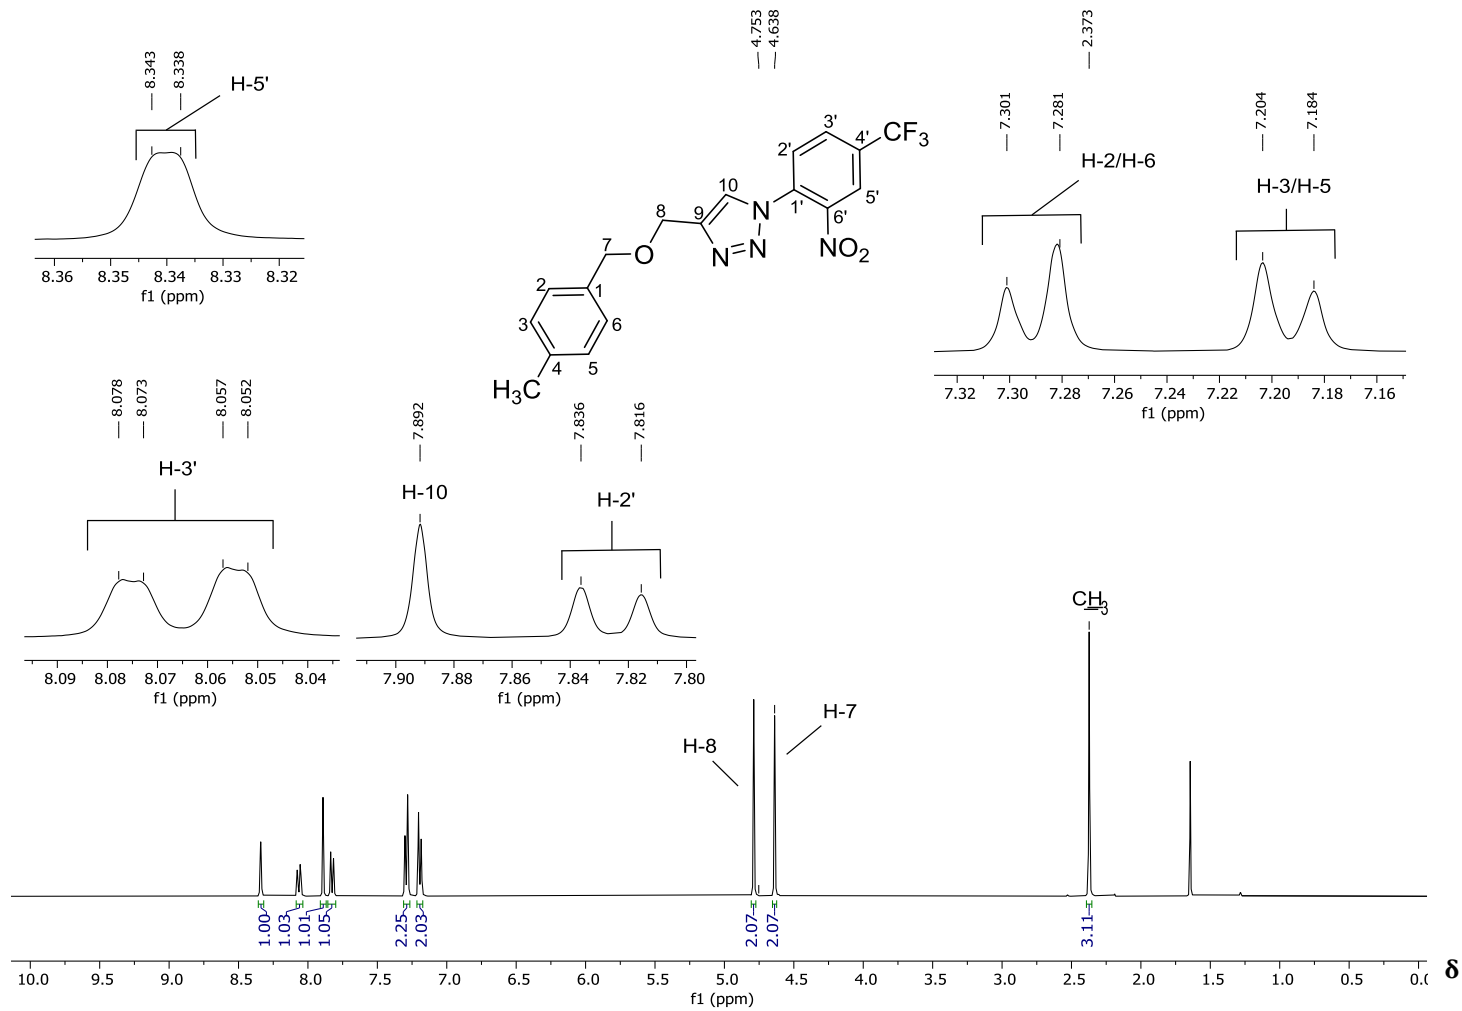 4.753
4.638
2.373
8.343
8.338
H-5'
8.36 8.35 8.34 8.33 8.32
f1 (ppm)
3' 4' CF3
2' 5'
10 1' 6'
8 9 N NO2
7 O N=N
2 1
3 6
4 5
H3C
7.301
7.281
7.204
7.184
H-2/H-6
H-3/H-5
7.32 7.30 7.28 7.26 7.24 7.22 7.20 7.18 7.16
f1 (ppm)
8.078
8.073
8.057
8.052
H-3'
8.09 8.08 8.07 8.06 8.05 8.04
f1 (ppm)
7.892
7.836
7.816
H-10
H-2'
7.90 7.88 7.86 7.84 7.82 7.80
f1 (ppm)
CH3
H-8
H-7
1.00
1.03
1.01
1.05
2.25
2.03
2.07
2.07
3.11
10.0 9.5 9.0 8.5 8.0 7.5 7.0 6.5 6.0 5.5 5.0 4.5 4.0 3.5 3.0 2.5 2.0 1.5 1.0 0.5 0.0
f1 (ppm)
δ